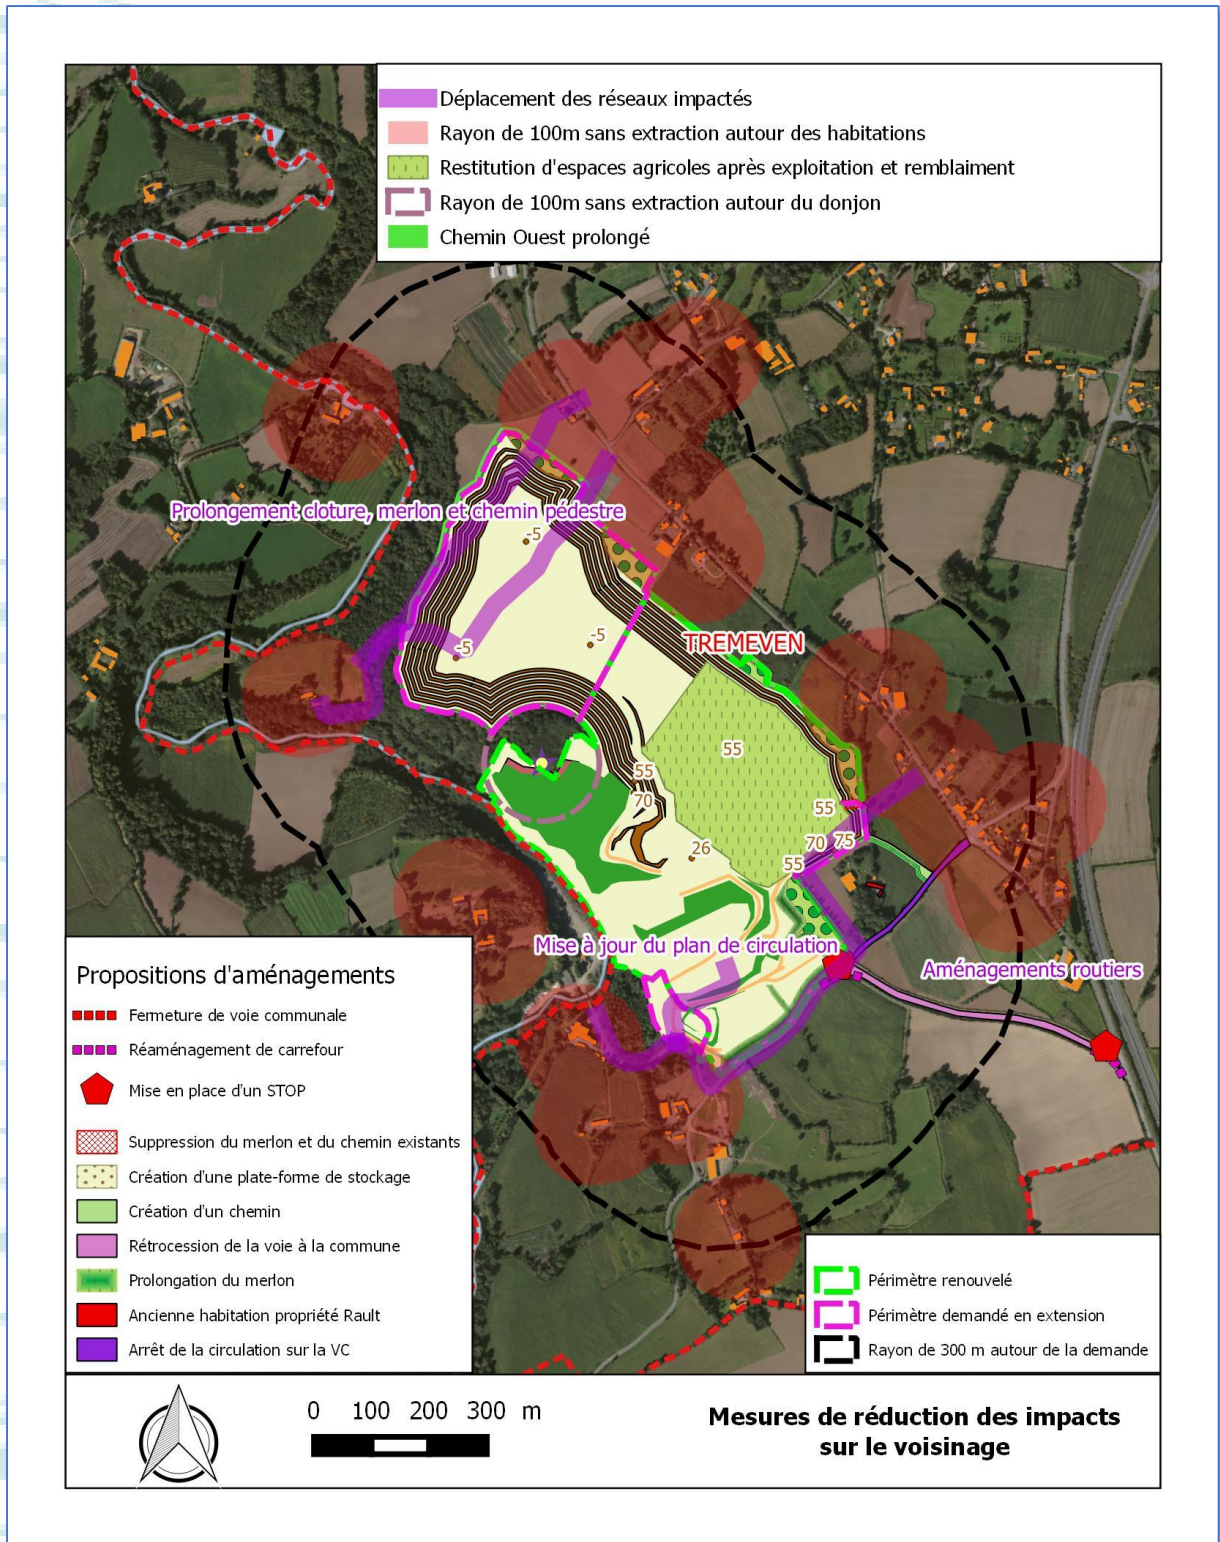 Déplacement des réseaux impactés
Rayon de 100m sans extraction autour des habitations
Restitution d'espaces agricoles après exploitation et remblaiment
Rayon de 100m sans extraction autour du donjon
Chemin Ouest prolongé
Prolongement cloture, merlon et chemin pédestre
-5
-5
-5
TREMEVEN
55
55
70
55
70
75
26
55
Mise à jour du plan de circulation
Aménagements routiers
Propositions d'aménagements
Fermeture de voie communale
Réaménagement de carrefour
Mise en place d'un STOP
Suppression du merlon et du chemin existants
Création d'une plate-forme de stockage
Création d'un chemin
Rétrocession de la voie à la commune
Prolongation du merlon
Ancienne habitation propriété Rault
Arrêt de la circulation sur la VC
Périmètre renouvelé
Périmètre demandé en extension
Rayon de 300 m autour de la demande
0 100 200 300 m
Mesures de réduction des impacts
sur le voisinage